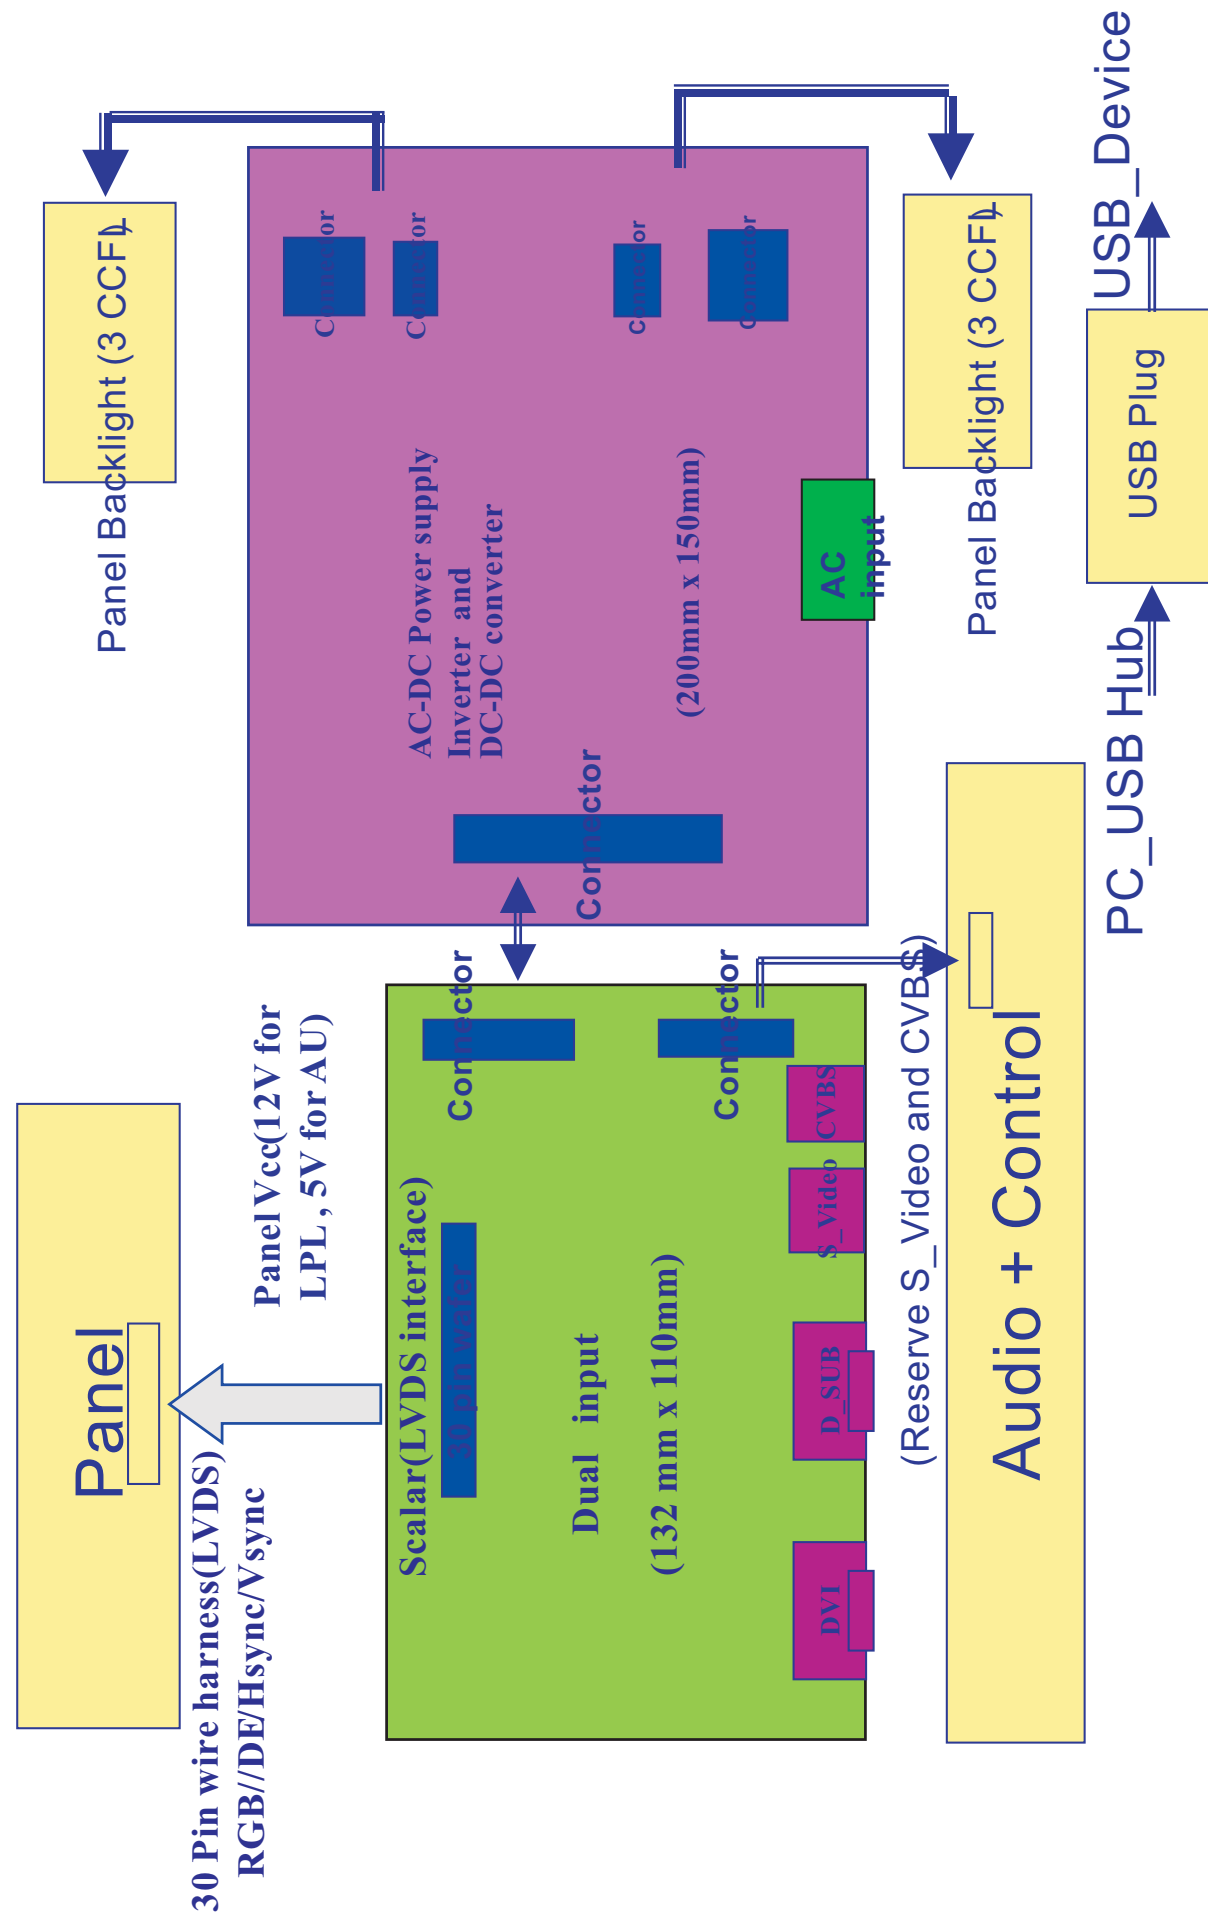 Panel
30 Pin wire harness(LVDS)
RGB//DE/Hsync/Vsync
Panel Vcc(12V for
LPL , 5V for AU)
Panel Backlight (3 CCFL)
Scalar(LVDS interface)
30 pin wafer
Dual input
(132 mm x 110mm)
Connector
Connector
DVI
D_SUB
S_Video
CVBS
Connector
AC-DC Power supply
Inverter and
DC-DC converter
(200mm x 150mm)
Connector
Connector
Connector
Connector
AC
input
(Reserve S_Video and CVBS)
Audio + Control
Panel Backlight (3 CCFL)
PC_USB Hub
USB Plug
USB_Device